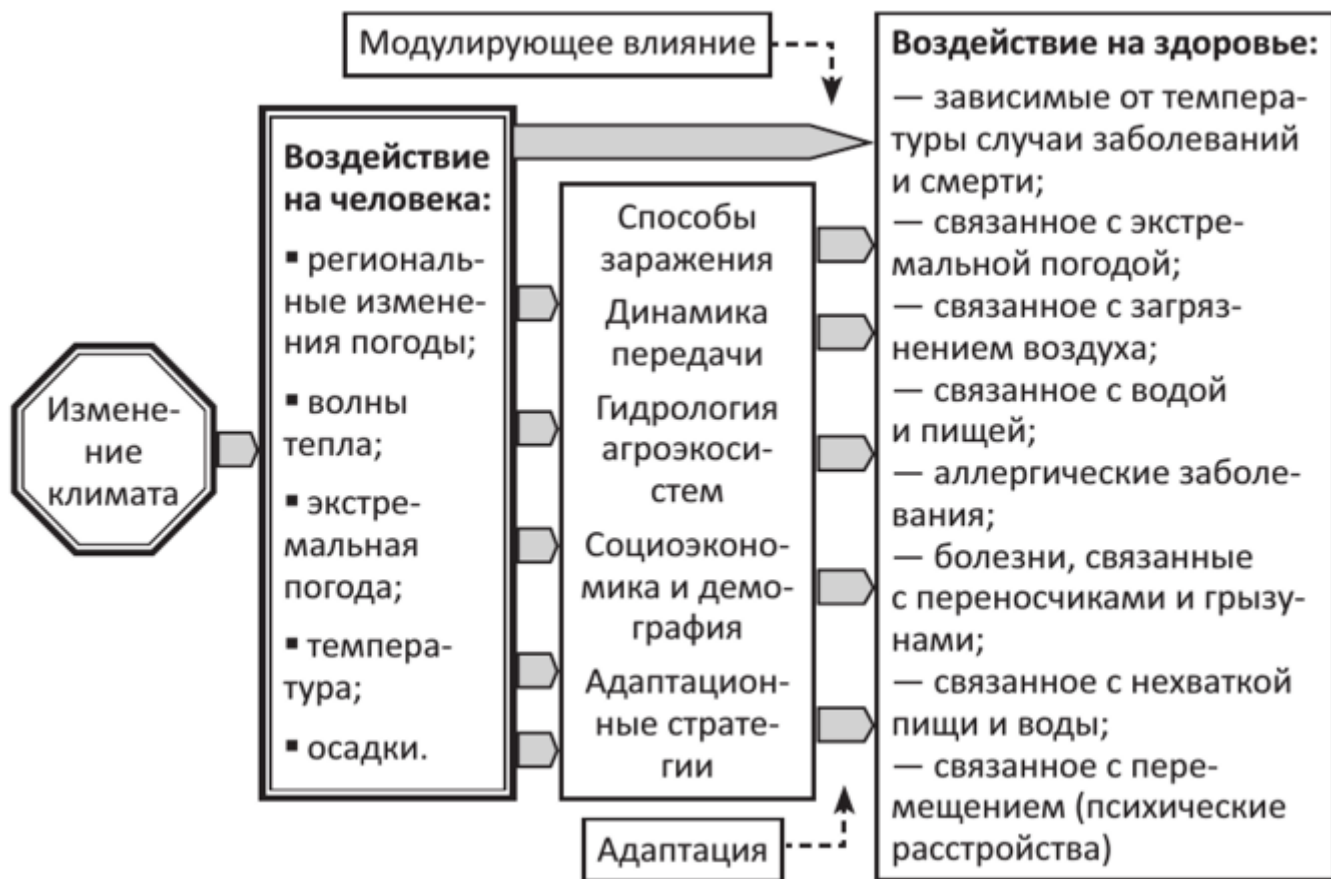 Модулирующее влияние
Измене-
ние
климата
Воздействие
на человека:
▪ региональ-
ные измене-
ния погоды;
▪ волны
тепла;
▪ экстре-
мальная
погода;
▪ темпера-
тура;
▪ осадки.
Способы
заражения
Динамика
передачи
Гидрология
агроэкоси-
стем
Социоэконо-
мика и демо-
графия
Адаптацион-
ные страте-
гии
Адаптация
Воздействие на здоровье:
— зависимые от темпера-
туры случаи заболеваний
и смерти;
— связанное с экстре-
мальной погодой;
— связанное с загряз-
нением воздуха;
— связанное с водой
и пищей;
— аллергические заболе-
вания;
— болезни, связанные
с переносчиками и грызу-
нами;
— связанное с нехваткой
пищи и воды;
— связанное с пере-
мещением (психические
расстройства)